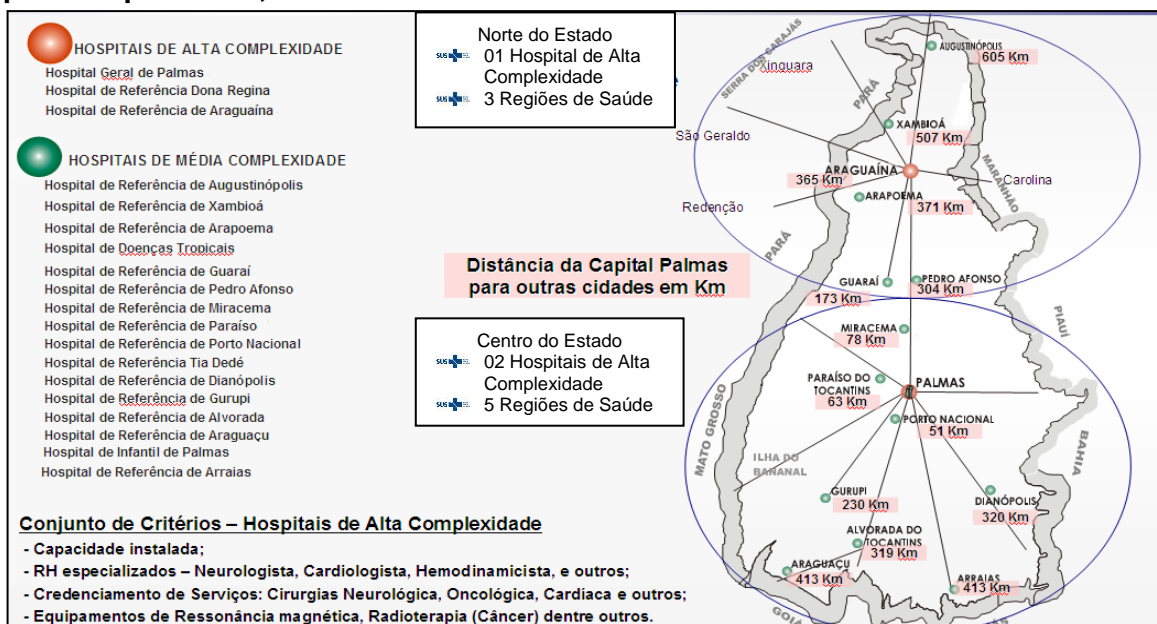 HOSPITAIS DE ALTA COMPLEXIDADE
Hospital Geral de Palmas
Hospital de Referência Dona Regina
Hospital de Referência de Araguaína
HOSPITAIS DE MÉDIA COMPLEXIDADE
Hospital de Referência de Augustinópolis
Hospital de Referência de Xambioá
Hospital de Referência de Arapoema
Hospital de Doenças Tropicais
Hospital de Referência de Guaraí
Hospital de Referência de Pedro Afonso
Hospital de Referência de Miracema
Hospital de Referência de Paraíso
Hospital de Referência de Porto Nacional
Hospital de Referência Tia Dedé
Hospital de Referência de Dianópolis
Hospital de Referência de Gurupi
Hospital de Referência de Alvorada
Hospital de Referência de Araguaçu
Hospital de Infantil de Palmas
Hospital de Referência de Arraias
Norte do Estado
SUS 01 Hospital de Alta
Complexidade
SUS 3 Regiões de Saúde
Distância da Capital Palmas
para outras cidades em Km
Centro do Estado
SUS 02 Hospitais de Alta
Complexidade
SUS 5 Regiões de Saúde
Conjunto de Critérios – Hospitais de Alta Complexidade
- Capacidade instalada;
- RH especializados – Neurologista, Cardiologista, Hemodinamicista, e outros;
- Credenciamento de Serviços: Cirurgias Neurológica, Oncológica, Cardíaca e outros;
- Equipamentos de Ressonância magnética, Radioterapia (Câncer) dentre outros.
AUGUSTINÓPOLIS
605 Km
Xinguara
SERRA DOS CARAJÁS
PARÁ
XAMBIOÁ
507 Km
São Geraldo
MARANHÃO
ARAGUAÍNA
365 Km
Carolina
ARAPOEMA
371 Km
Redenção
PARÁ
GUARAÍ
173 Km
PEDRO AFONSO
304 Km
PIAUÍ
MIRACEMA
78 Km
PARAÍSO DO
TOCANTINS
63 Km
PALMAS
PORTO NACIONAL
51 Km
MATO GROSSO
BAHIA
ILHA DO
BANANAL
GURUPI
230 Km
DIANÓPOLIS
320 Km
ALVORADA DO
TOCANTINS
319 Km
ARAGUAÇU
413 Km
ARRAIAS
413 Km